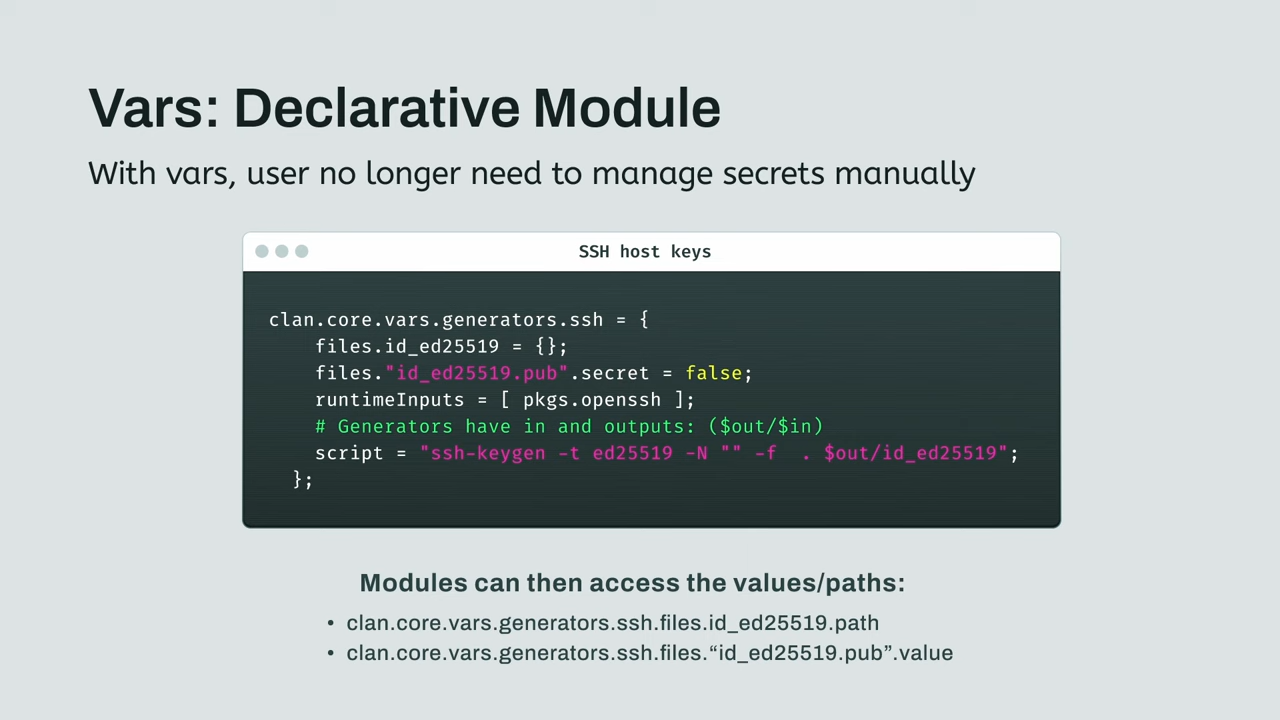 Vars: Declarative Module
With vars, user no longer need to manage secrets manually
SSH host keys
clan.core.vars.generators.ssh = {
    files.id_ed25519 = {};
    files."id_ed25519.pub".secret = false;
    runtimeInputs = [ pkgs.openssh ];
    # Generators have in and outputs: ($out/$in)
    script = "ssh-keygen -t ed25519 -N "" -f  . $out/id_ed25519";
  };
Modules can then access the values/paths:
• clan.core.vars.generators.ssh.files.id_ed25519.path
• clan.core.vars.generators.ssh.files.“id_ed25519.pub”.value